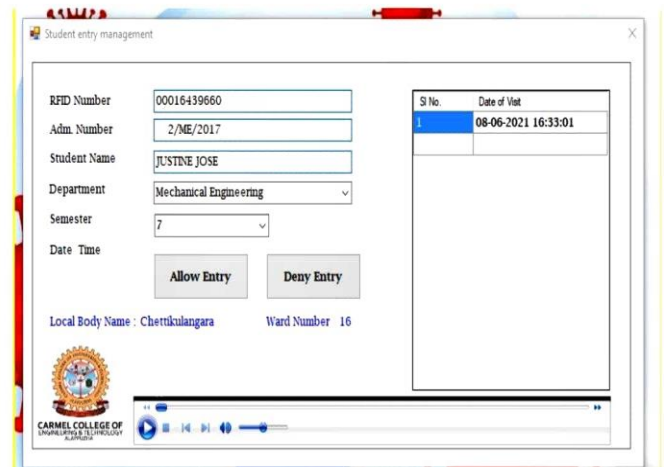 Student entry management
RFID Number 00016439660
Adm. Number 2/ME/2017
Student Name JUSTINE JOSE
Department Mechanical Engineering
Semester 7
Date Time
Allow Entry Deny Entry
Local Body Name : Chettikulangara Ward Number 16
Sl No. Date of Visit
1 08-06-2021 16:33:01
CARMEL COLLEGE OF
ENGINEERING & TECHNOLOGY
ALAPPUZHA